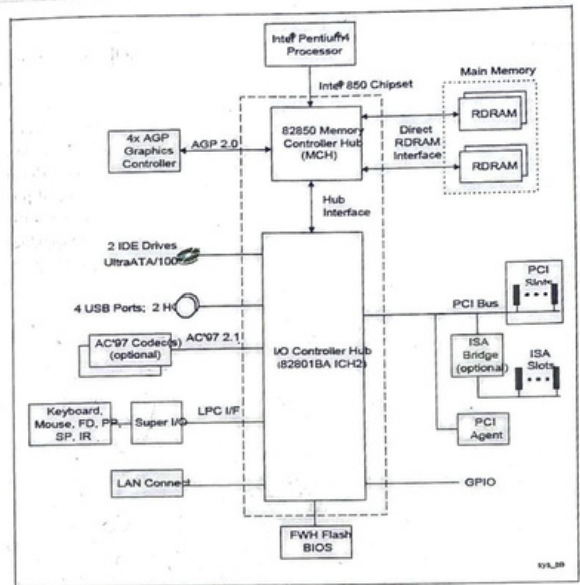 Intel® Pentium® 4
Processor
Intel® 850 Chipset
Main Memory
4x AGP
Graphics
Controller
AGP 2.0
82850 Memory
Controller Hub
(MCH)
Direct
RDRAM
Interface
RDRAM
RDRAM
Hub
Interface
2 IDE Drives
UltraATA/100
4 USB Ports; 2 HC
AC'97 Codec(s)
(optional)
AC'97 2.1
I/O Controller Hub
(82801BA ICH2)
PCI Bus
PCI
Slots
ISA
Bridge
(optional)
ISA
Slots
Keyboard,
Mouse, FD, PP,
SP, IR
Super I/O
LPC I/F
PCI
Agent
LAN Connect
GPIO
FWH Flash
BIOS